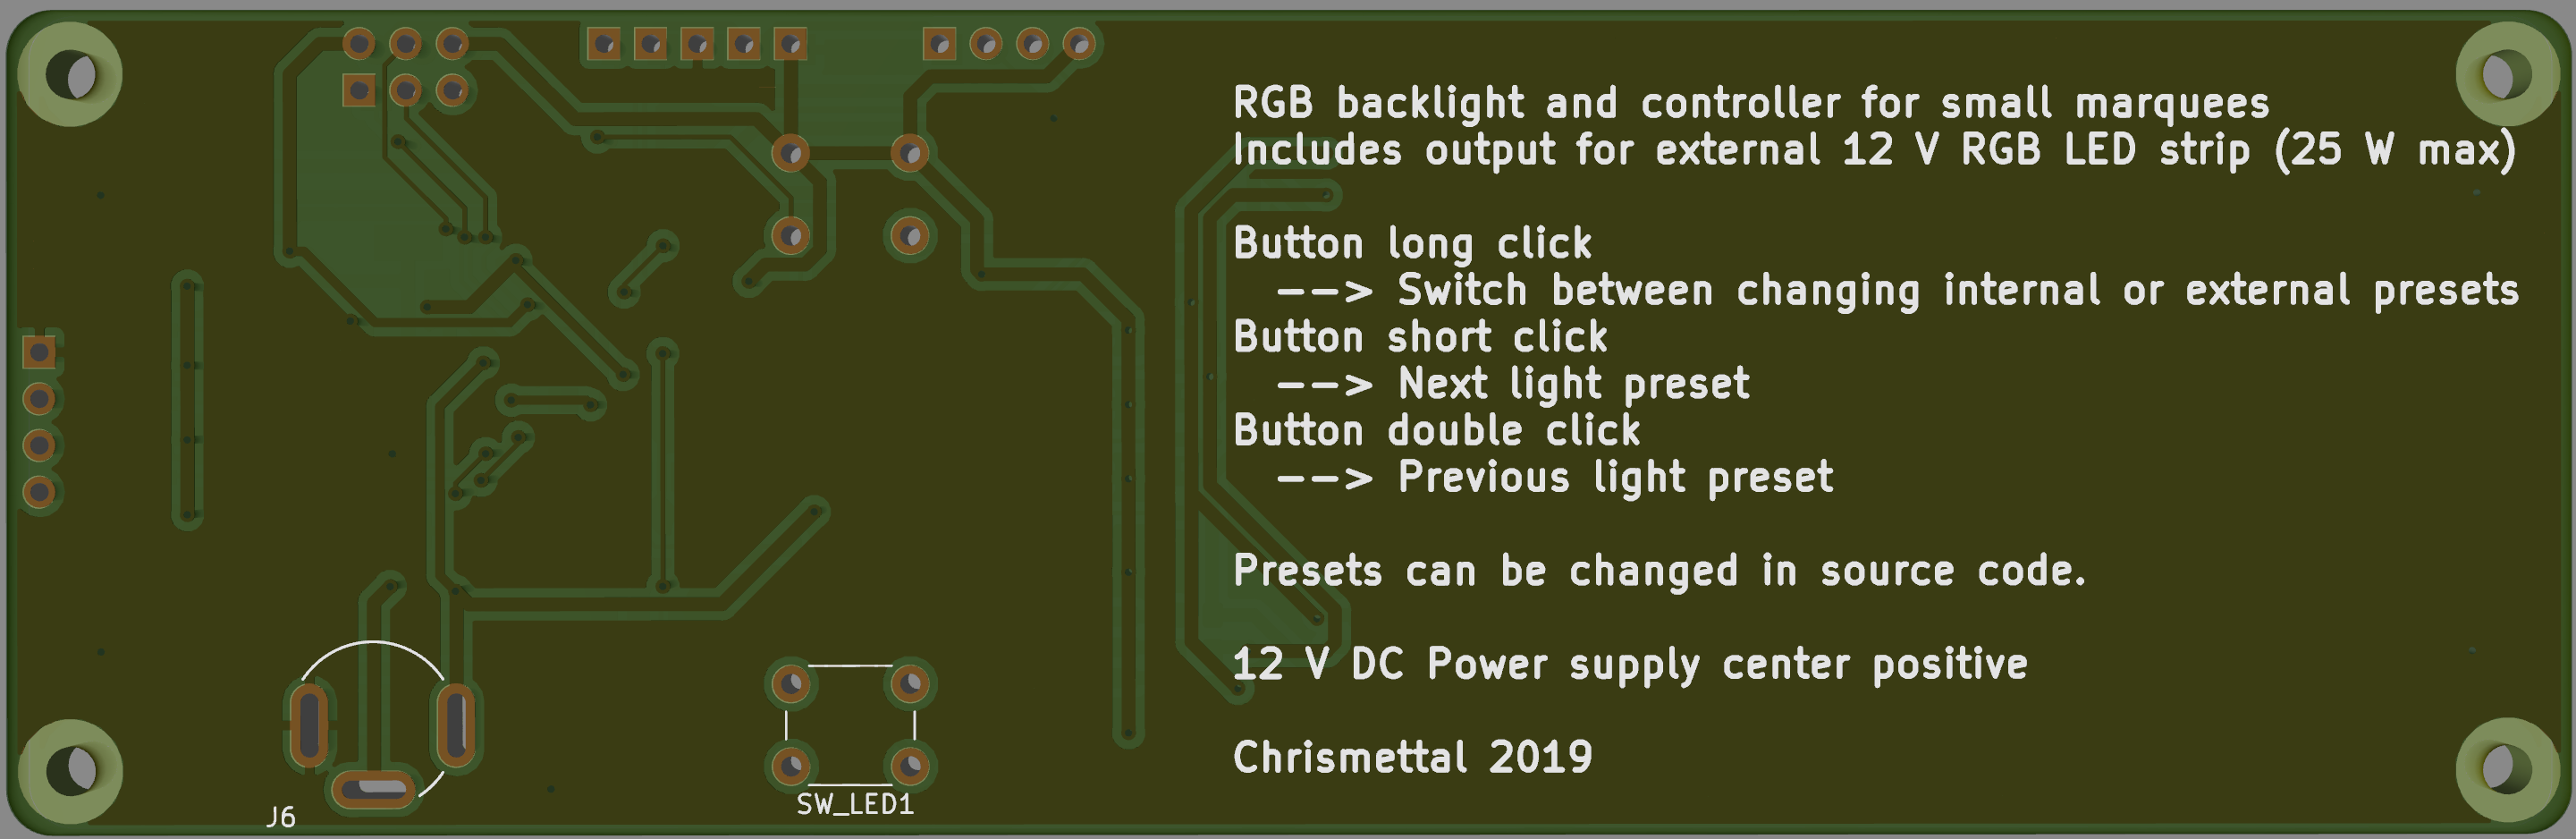 RGB backlight and controller for small marquees
Includes output for external 12 V RGB LED strip (25 W max)
Button long click
--> Switch between changing internal or external presets
Button short click
--> Next light preset
Button double click
--> Previous light preset
Presets can be changed in source code.
12 V DC Power supply center positive
Chrismettal 2019
SW_LED1
J6